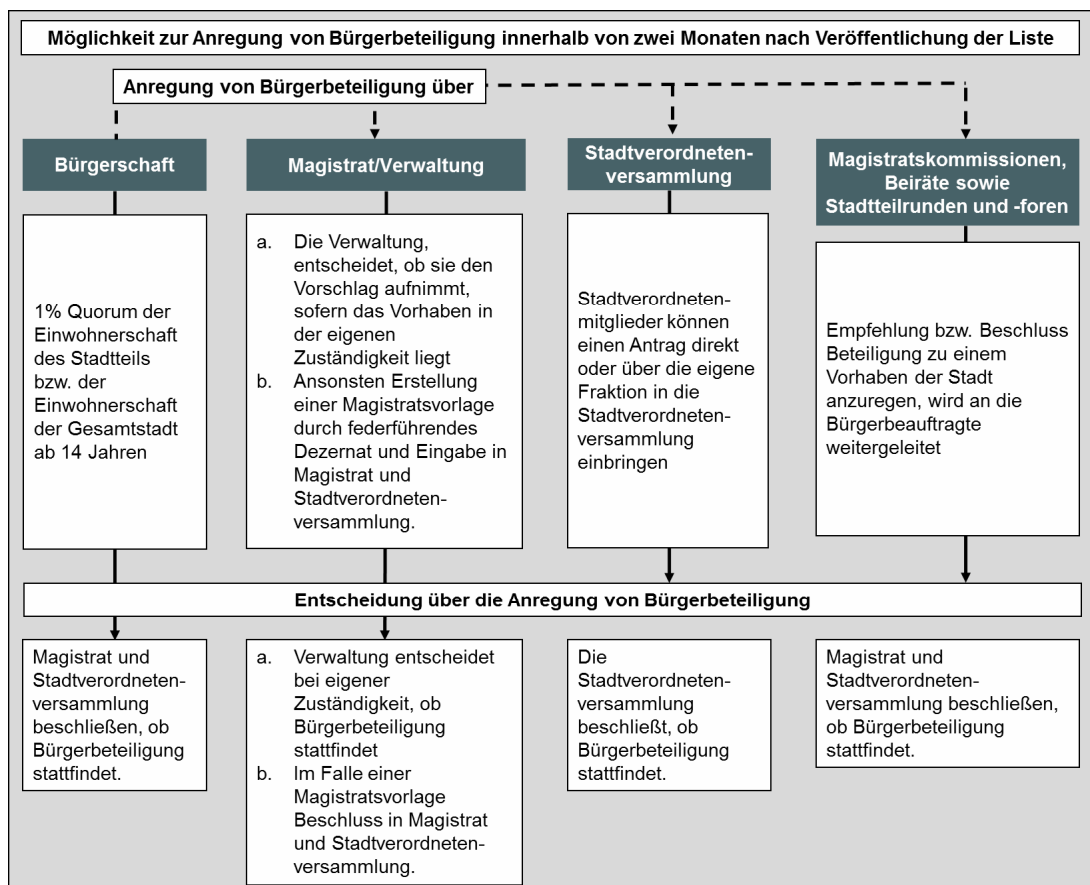 Möglichkeit zur Anregung von Bürgerbeteiligung innerhalb von zwei Monaten nach Veröffentlichung der Liste
Anregung von Bürgerbeteiligung über
Bürgerschaft
1% Quorum der
Einwohnerschaft
des Stadtteils
bzw. der
Einwohnerschaft
der Gesamtstadt
ab 14 Jahren
Magistrat/Verwaltung
a. Die Verwaltung,
entscheidet, ob sie den
Vorschlag aufnimmt,
sofern das Vorhaben in
der eigenen
Zuständigkeit liegt
b. Ansonsten Erstellung
einer Magistratsvorlage
durch federführendes
Dezernat und Eingabe in
Magistrat und
Stadtverordneten-
versammlung.
Stadtverordneten-
versammlung
Stadtverordneten-
mitglieder können
einen Antrag direkt
oder über die eigene
Fraktion in die
Stadtverordneten-
versammlung
einbringen
Magistratskommissionen,
Beiräte sowie
Stadtteilrunden und -foren
Empfehlung bzw. Beschluss
Beteiligung zu einem
Vorhaben der Stadt
anzuregen, wird an die
Bürgerbeauftragte
weitergeleitet
Entscheidung über die Anregung von Bürgerbeteiligung
Magistrat und
Stadtverordneten-
versammlung
beschließen, ob
Bürgerbeteiligung
stattfindet.
a. Verwaltung entscheidet
bei eigener
Zuständigkeit, ob
Bürgerbeteiligung
stattfindet
b. Im Falle einer
Magistratsvorlage
Beschluss in Magistrat
und Stadtverordneten-
versammlung.
Die
Stadtverordneten-
versammlung
beschließt, ob
Bürgerbeteiligung
stattfindet.
Magistrat und
Stadtverordneten-
versammlung beschließen,
ob Bürgerbeteiligung
stattfindet.